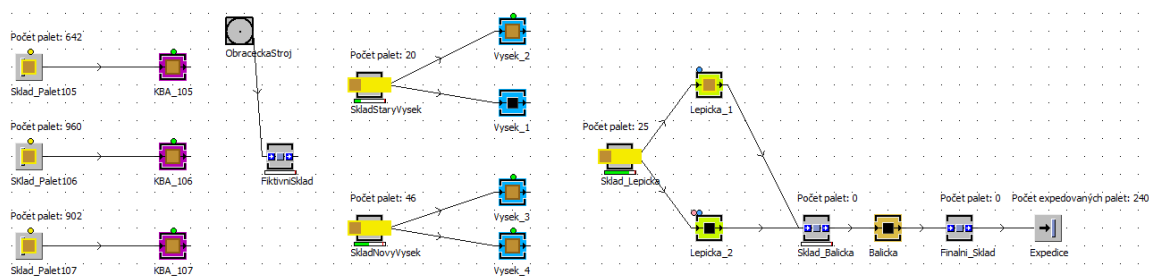 Počet palet: 642
Sklad_Palet105
KBA_105
ObraceckaStroj
Počet palet: 960
SKlad_Palet106
KBA_106
FiktivniSklad
Počet palet: 902
Sklad_Palet107
KBA_107
Počet palet: 20
SkladStaryVysek
Vysek_2
Vysek_1
Počet palet: 46
SkladNovyVysek
Vysek_3
Vysek_4
Počet palet: 25
Sklad_Lepicka
Lepicka_1
Lepicka_2
Počet palet: 0
Sklad_Balicka
Balicka
Počet palet: 0
Finalni_Sklad
Počet expedovaných palet: 240
Expedice